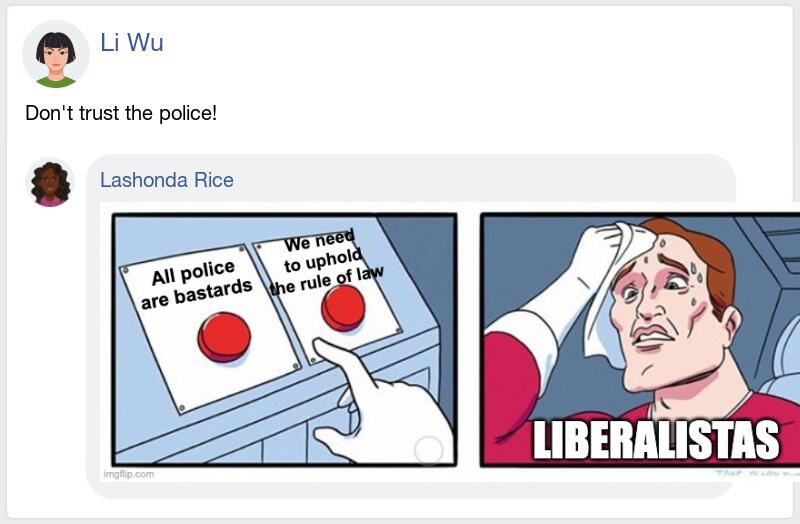 Li Wu
Don't trust the police!
Lashonda Rice
All police
are bastards
We need
to uphold
the rule of law
LIBERALISTAS
imgflip.com